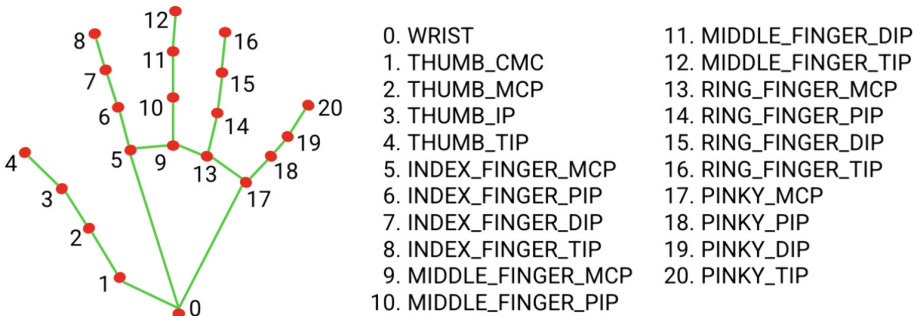 12
8
16
11
7
15
10
6
14
20
19
4
5
9
13
18
3
17
2
1
0
0. WRIST
1. THUMB_CMC
2. THUMB_MCP
3. THUMB_IP
4. THUMB_TIP
5. INDEX_FINGER_MCP
6. INDEX_FINGER_PIP
7. INDEX_FINGER_DIP
8. INDEX_FINGER_TIP
9. MIDDLE_FINGER_MCP
10. MIDDLE_FINGER_PIP
11. MIDDLE_FINGER_DIP
12. MIDDLE_FINGER_TIP
13. RING_FINGER_MCP
14. RING_FINGER_PIP
15. RING_FINGER_DIP
16. RING_FINGER_TIP
17. PINKY_MCP
18. PINKY_PIP
19. PINKY_DIP
20. PINKY_TIP